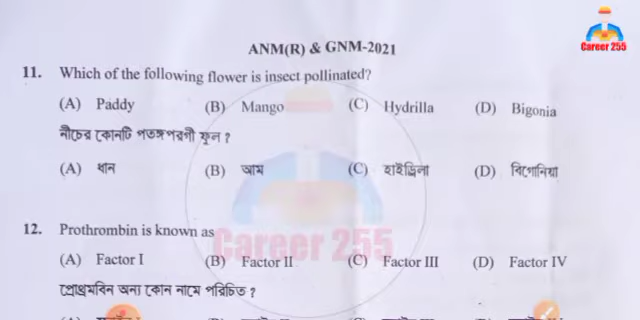 Career 255
ANM(R) & GNM-2021
11. Which of the following flower is insect pollinated?
(A) Paddy (B) Mango (C) Hydrilla (D) Bigonia
নীচের কোনটি পতঙ্গপরাগী ফুল ?
(A) ধান (B) আম (C) হাইড্রিলা (D) বিগোনিয়া
12. Prothrombin is known as
Career 255
(A) Factor I (B) Factor II (C) Factor III (D) Factor IV
প্রোথ্রমবিন অন্য কোন নামে পরিচিত ?